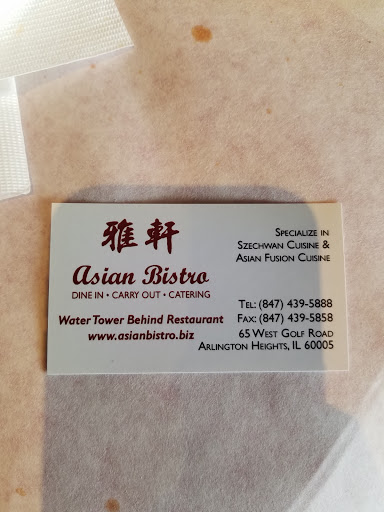 雅軒
Asian Bistro
DINE IN • CARRY OUT • CATERING
Water Tower Behind Restaurant
www.asianbistro.biz
SPECIALIZE IN
SZECHWAN CUISINE &
ASIAN FUSION CUISINE
TEL: (847) 439-5888
FAX: (847) 439-5858
65 WEST GOLF ROAD
ARLINGTON HEIGHTS, IL 60005